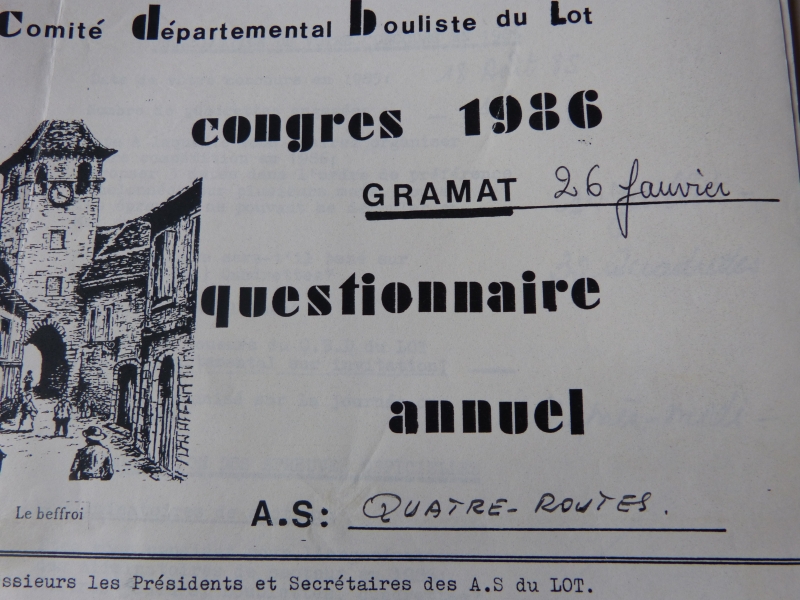 Comité départemental bouliste du Lot
congres 1986
GRAMAT 26 Janvier
questionnaire
annuel
Le beffroi
A.S: QUATRE-ROUTES.
ssieurs les Présidents et Secrétaires des A.S du LOT.